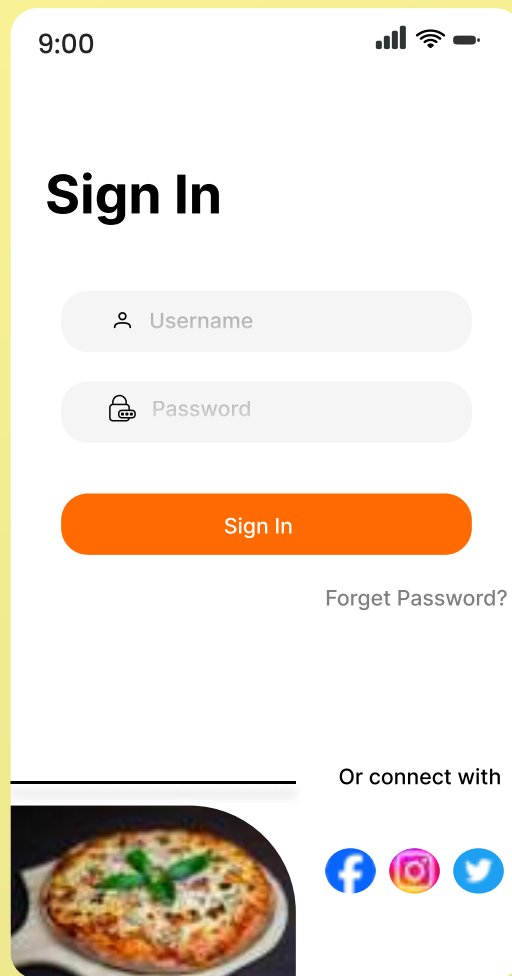 9:00
Sign In
Username
Password
Sign In
Forget Password?
Or connect with